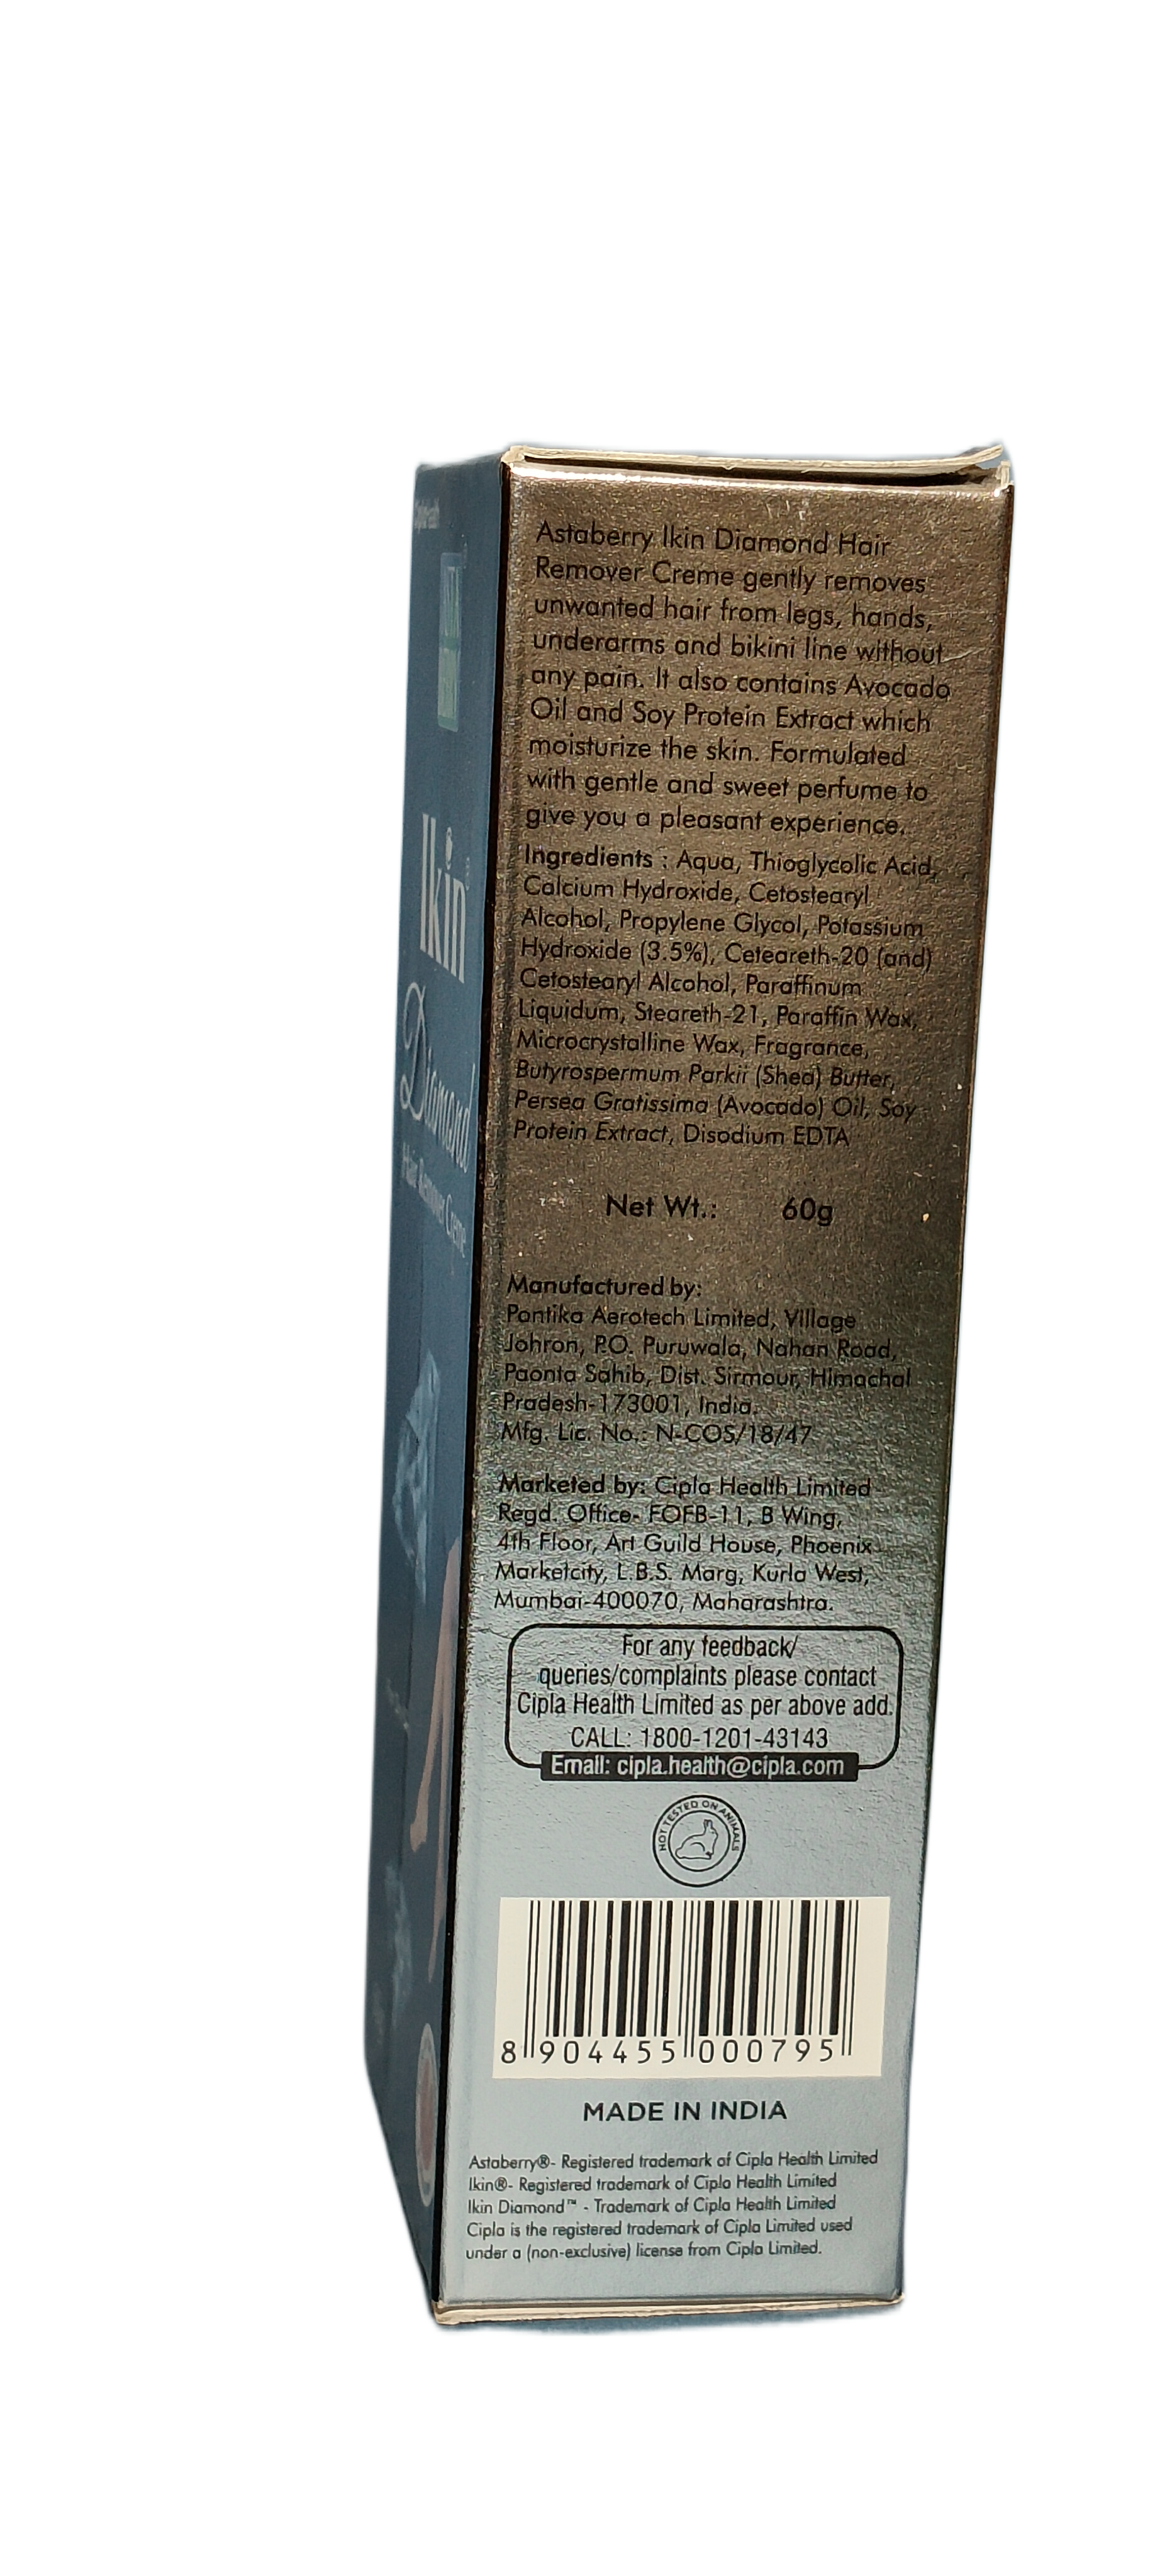 Ikin
Diamond
Hair Remover Creme
Astaberry Ikin Diamond Hair
Remover Creme gently removes
unwanted hair from legs, hands,
underarms and bikini line without
any pain. It also contains Avocado
Oil and Soy Protein Extract which
moisturize the skin. Formulated
with gentle and sweet perfume to
give you a pleasant experience.
Ingredients : Aqua, Thioglycolic Acid,
Calcium Hydroxide, Cetostearyl
Alcohol, Propylene Glycol, Potassium
Hydroxide (3.5%), Ceteareth-20 (and)
Cetostearyl Alcohol, Paraffinum
Liquidum, Steareth-21, Paraffin Wax,
Microcrystalline Wax, Fragrance,
Butyrospermum Parkii (Shea) Butter,
Persea Gratissima (Avocado) Oil, Soy
Protein Extract, Disodium EDTA
Net Wt.: 60g
Manufactured by:
Pontika Aerotech Limited, Village
Johron, P.O. Puruwala, Nahan Road,
Paonta Sahib, Dist. Sirmour, Himachal
Pradesh-173001, India.
Mfg. Lic. No.: N-COS/18/47
Marketed by: Cipla Health Limited
Regd. Office- FOFB-11, B Wing,
4th Floor, Art Guild House, Phoenix
Marketcity, L.B.S. Marg, Kurla West,
Mumbai-400070, Maharashtra.
For any feedback/
queries/complaints please contact
Cipla Health Limited as per above add.
CALL: 1800-1201-43143
Email: cipla.health@cipla.com
NOT TESTED ON ANIMALS
8 904455 000795
MADE IN INDIA
Astaberry®- Registered trademark of Cipla Health Limited
Ikin®- Registered trademark of Cipla Health Limited
Ikin Diamond™ - Trademark of Cipla Health Limited
Cipla is the registered trademark of Cipla Limited used
under a (non-exclusive) license from Cipla Limited.